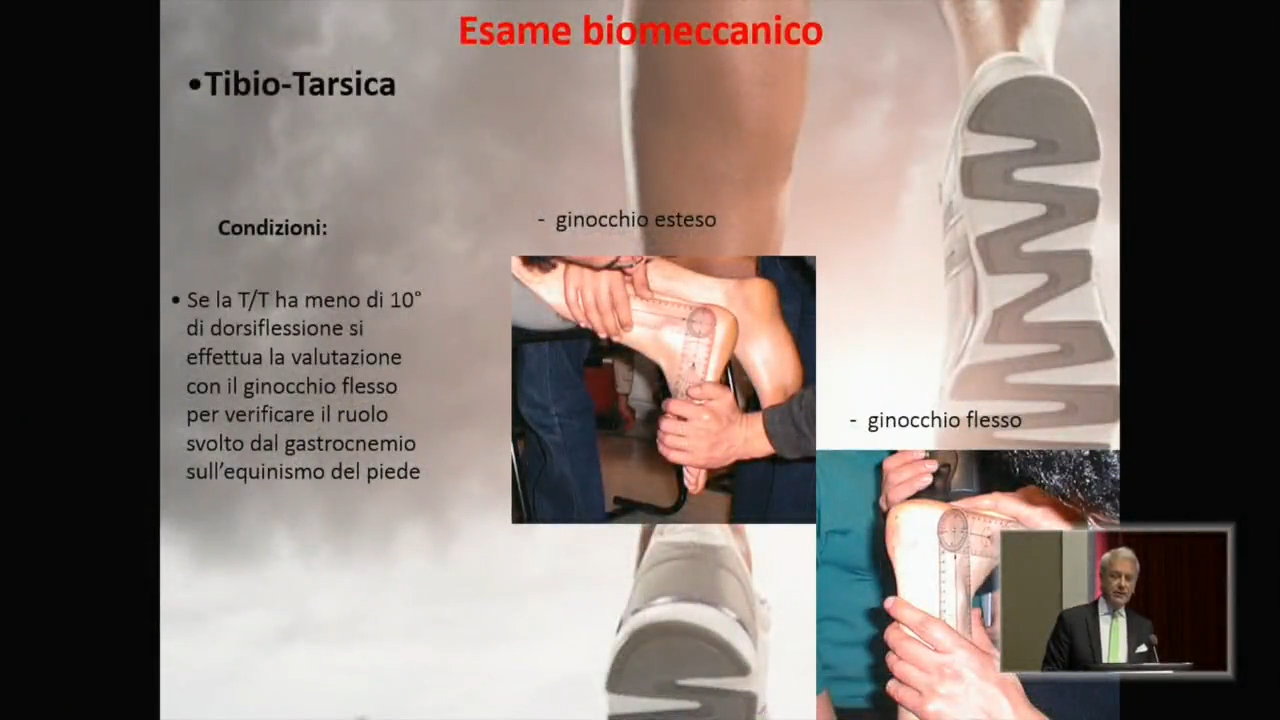 Esame biomeccanico
•Tibio-Tarsica
Condizioni:
- ginocchio esteso
• Se la T/T ha meno di 10°
di dorsiflessione si
effettua la valutazione
con il ginocchio flesso
per verificare il ruolo
svolto dal gastrocnemio
sull’equinismo del piede
- ginocchio flesso